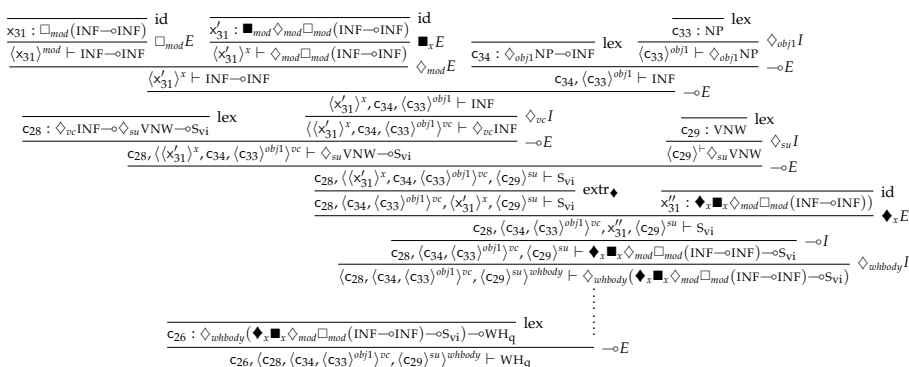 x₃₁ : □mod(INF⊸INF) id x′₃₁ : ■mod◇mod□mod(INF⊸INF) id c₃₃ : NP lex
⟨x₃₁⟩^mod ⊢ INF⊸INF □modE ⟨x′₃₁⟩^x ⊢ ◇mod□mod(INF⊸INF) ■xE c₃₄ : ◇obj1NP⊸INF lex ⟨c₃₃⟩^obj1 ⊢ ◇obj1NP ◇obj1I
⟨x′₃₁⟩^x ⊢ INF⊸INF ◇modE c₃₄, ⟨c₃₃⟩^obj1 ⊢ INF ⊸E
⟨x′₃₁⟩^x, c₃₄, ⟨c₃₃⟩^obj1 ⊢ INF ⊸E
c₂₈ : ◇vcINF⊸◇suVNW⊸Svi lex ⟨⟨x′₃₁⟩^x, c₃₄, ⟨c₃₃⟩^obj1⟩^vc ⊢ ◇vcINF ◇vcI c₂₉ : VNW lex
c₂₈, ⟨⟨x′₃₁⟩^x, c₃₄, ⟨c₃₃⟩^obj1⟩^vc ⊢ ◇suVNW⊸Svi ⊸E ⟨c₂₉⟩^⊢ ◇suVNW ◇suI
c₂₈, ⟨⟨x′₃₁⟩^x, c₃₄, ⟨c₃₃⟩^obj1⟩^vc, ⟨c₂₉⟩^su ⊢ Svi ⊸E
c₂₈, ⟨c₃₄, ⟨c₃₃⟩^obj1⟩^vc, ⟨x′₃₁⟩^x, ⟨c₂₉⟩^su ⊢ Svi extr◆ x″₃₁ : ◆x■x◇mod□mod(INF⊸INF)) id
c₂₈, ⟨c₃₄, ⟨c₃₃⟩^obj1⟩^vc, x″₃₁, ⟨c₂₉⟩^su ⊢ Svi ◆xE
c₂₈, ⟨c₃₄, ⟨c₃₃⟩^obj1⟩^vc, ⟨c₂₉⟩^su ⊢ ◆x■x◇mod□mod(INF⊸INF)⊸Svi ⊸I
⟨c₂₈, ⟨c₃₄, ⟨c₃₃⟩^obj1⟩^vc, ⟨c₂₉⟩^su⟩^whbody ⊢ ◇whbody(◆x■x◇mod□mod(INF⊸INF)⊸Svi) ◇whbodyI
c₂₆ : ◇whbody(◆x■x◇mod□mod(INF⊸INF)⊸Svi)⊸WHq lex
c₂₆, ⟨c₂₈, ⟨c₃₄, ⟨c₃₃⟩^obj1⟩^vc, ⟨c₂₉⟩^su⟩^whbody ⊢ WHq ⊸E